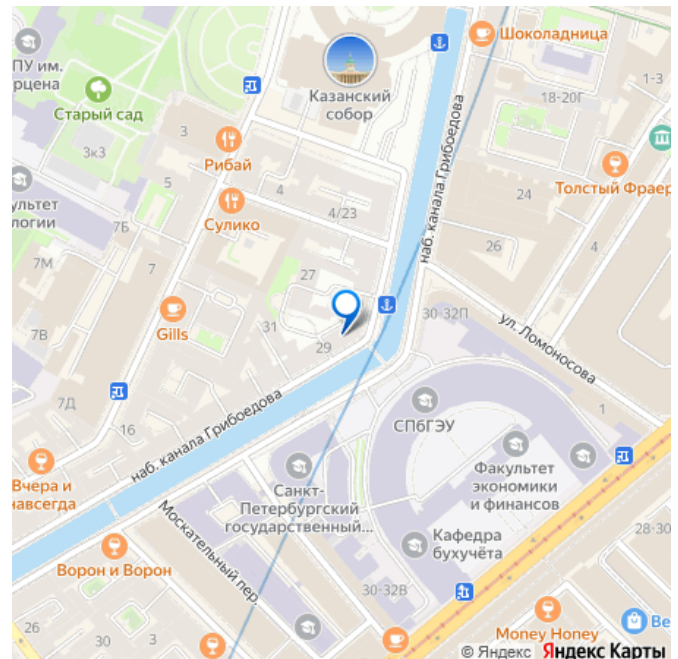 Шоколадница
ПУ им.
рцена
1-3
Казанский
собор
18-20Г
Старый сад
3
Рибай
3к3
4
5
Толстый Фраер
24
ультет
логии
4/23
Сулико
7Б
наб. канала Грибоедова
26
4
7М
7
27
30-32П
ул. Ломоносова
31
7В
Gills
29
СПбГЭУ
7Д
1
16
наб. канала Грибоедова
Факультет
экономики
и финансов
Вчера и
навсегда
Санкт-
Петербургский
государственный...
Москательный пер.
28-30
Кафедра
бухучёта
Ворон и Ворон
30-32В
26
30
3
Money Honey
Ве
© Яндекс Яндекс Карты